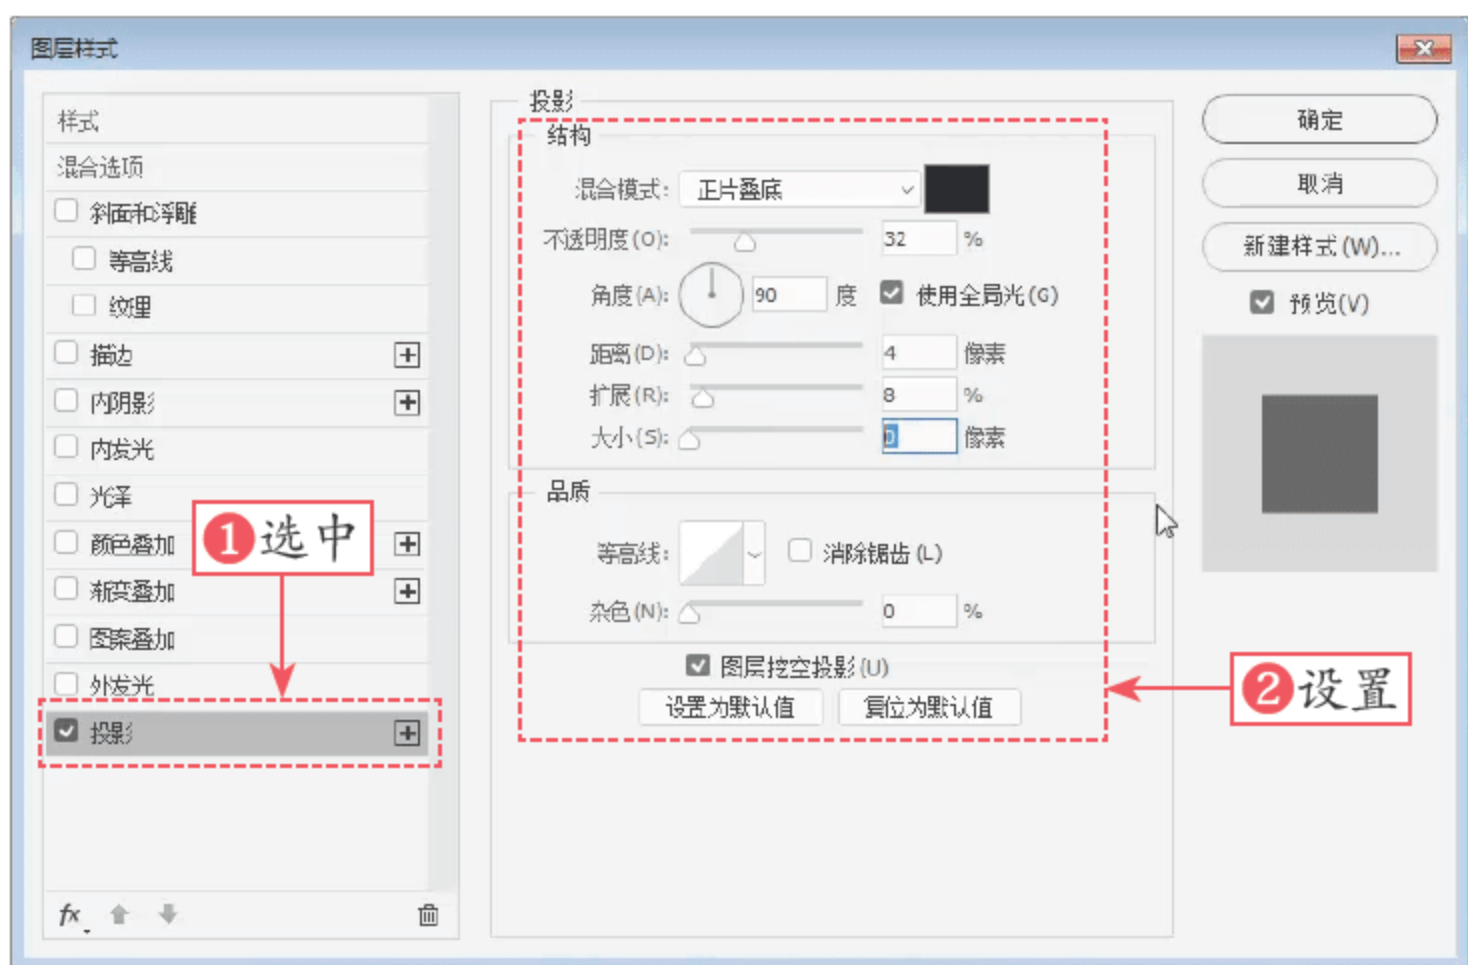 图层样式
样式
混合选项
斜面和浮雕
等高线
纹理
描边
内阴影
内发光
光泽
颜色叠加
渐变叠加
图案叠加
外发光
投影
fx
1 选中
投影
结构
混合模式: 正片叠底
不透明度(O): 32 %
角度(A): 90 度 使用全局光(G)
距离(D): 4 像素
扩展(R): 8 %
大小(S): 0 像素
品质
等高线: 消除锯齿(L)
杂色(N): 0 %
图层挖空投影(U)
设置为默认值 复位为默认值
2 设置
确定
取消
新建样式(W)...
预览(V)